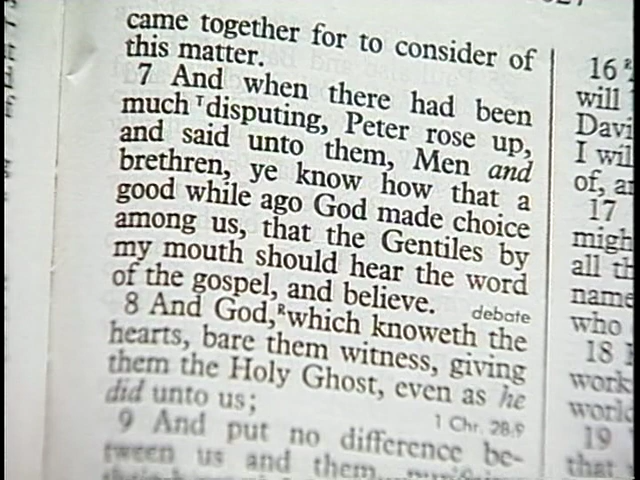 came together for to consider of
this matter.
7 And when there had been
much ᵀdisputing, Peter rose up,
and said unto them, Men and
brethren, ye know how that a
good while ago God made choice
among us, that the Gentiles by
my mouth should hear the word
of the gospel, and believe.
debate
8 And God,ᴿwhich knoweth the
hearts, bare them witness, giving
them the Holy Ghost, even as he
did unto us;
1 Chr. 28.9
9 And put no difference be-
tween us and them,
16
will
Davi
I wil
of, a
17
migh
all th
name
who
18
work
worl
19
that